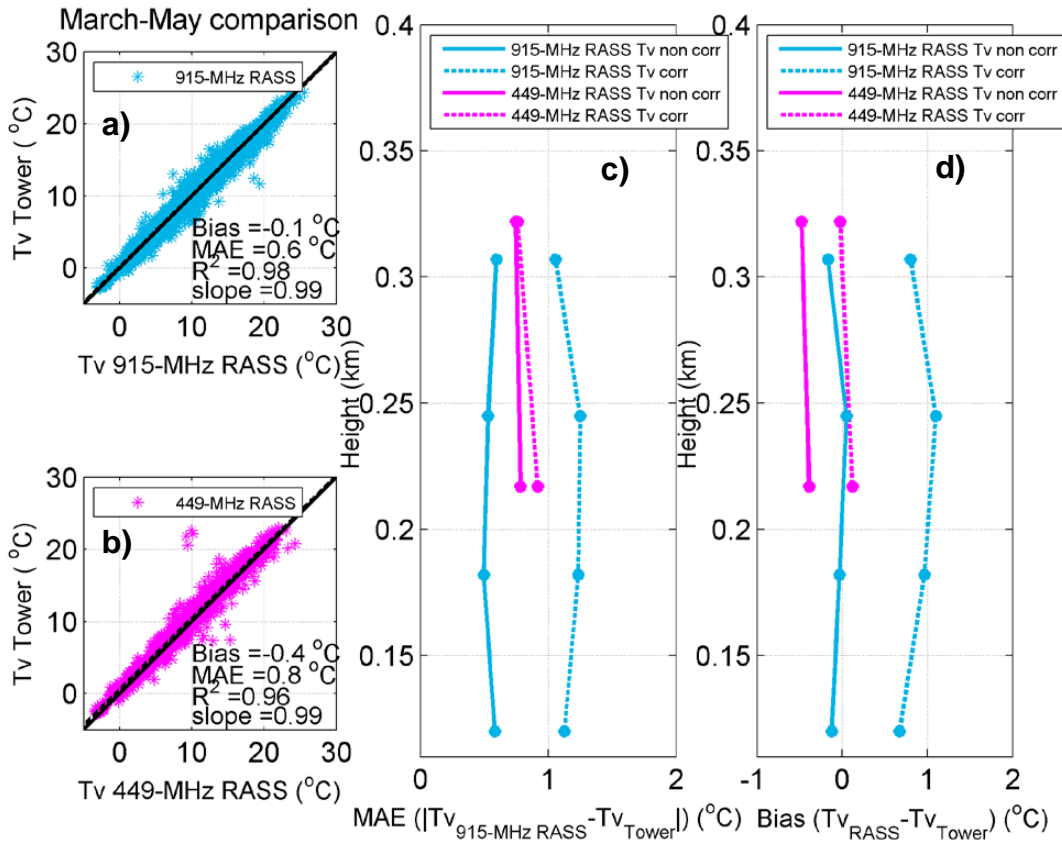 March-May comparison
30
915-MHz RASS
a)
20
10
0
Bias=-0.1 °C
MAE=0.6 °C
R² =0.98
slope =0.99
0
10
20
30
Tv Tower ( °C)
Tv 915-MHz RASS (°C)
30
449-MHz RASS
b)
20
10
0
Bias=-0.4 °C
MAE=0.8 °C
R² =0.96
slope =0.99
0
10
20
30
Tv Tower ( °C)
Tv 449-MHz RASS (°C)
0.4
915-MHz RASS Tv non corr
915-MHz RASS Tv corr
449-MHz RASS Tv non corr
449-MHz RASS Tv corr
c)
0.35
0.3
0.25
0.2
0.15
Height (km)
0
1
2
MAE (|Tv915-MHz RASS-TvTower|) (°C)
0.4
915-MHz RASS Tv non corr
915-MHz RASS Tv corr
449-MHz RASS Tv non corr
449-MHz RASS Tv corr
d)
0.35
0.3
0.25
0.2
0.15
Height (km)
-1
0
1
2
Bias (TvRASS-TvTower) (°C)